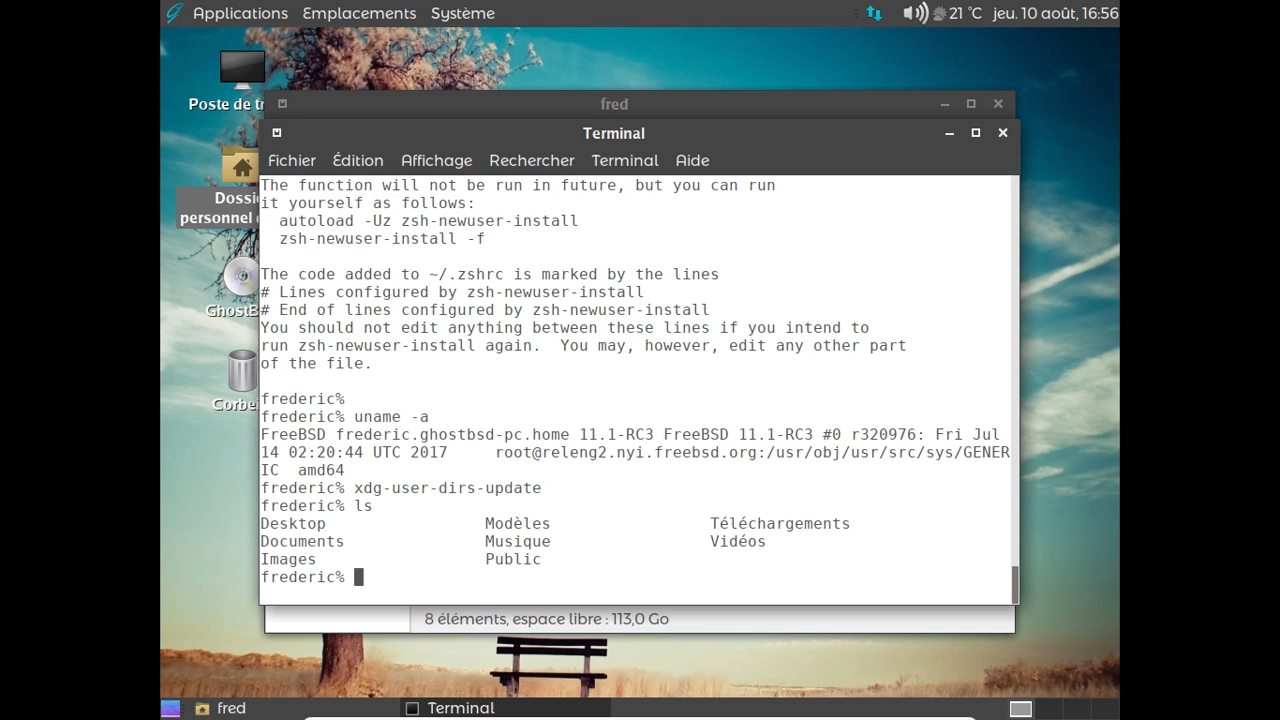 Applications Emplacements Système
21 °C jeu. 10 août, 16:56
Poste de tr
fred
Terminal
Fichier Édition Affichage Rechercher Terminal Aide
Dossi
personnel
GhostB
Corbe
The function will not be run in future, but you can run
it yourself as follows:
autoload -Uz zsh-newuser-install
zsh-newuser-install -f
The code added to ~/.zshrc is marked by the lines
# Lines configured by zsh-newuser-install
# End of lines configured by zsh-newuser-install
You should not edit anything between these lines if you intend to
run zsh-newuser-install again.  You may, however, edit any other part
of the file.
frederic%
frederic% uname -a
FreeBSD frederic.ghostbsd-pc.home 11.1-RC3 FreeBSD 11.1-RC3 #0 r320976: Fri Jul
14 02:20:44 UTC 2017     root@releng2.nyi.freebsd.org:/usr/obj/usr/src/sys/GENER
IC  amd64
frederic% xdg-user-dirs-update
frederic% ls
Desktop Modèles Téléchargements
Documents Musique Vidéos
Images Public
frederic%
8 éléments, espace libre : 113,0 Go
fred Terminal